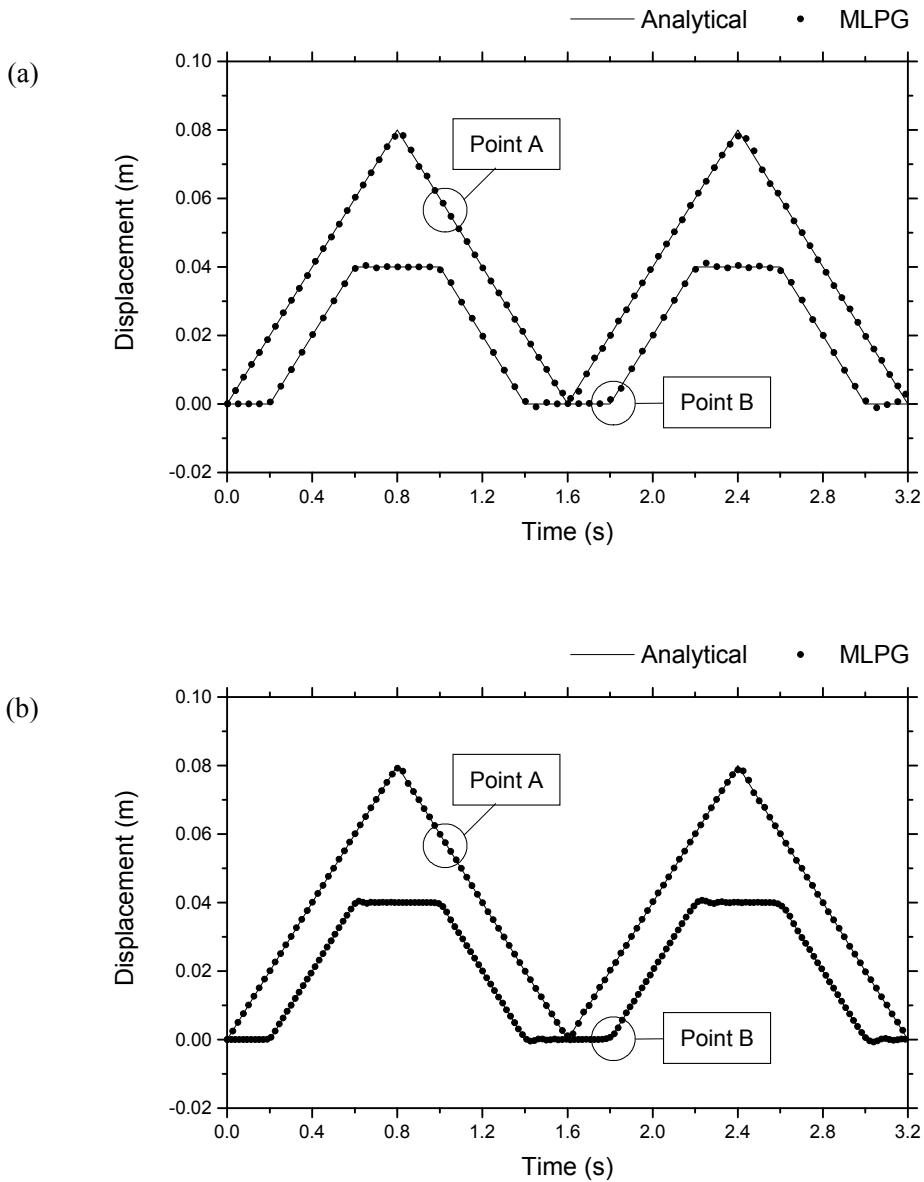 Analytical MLPG
(a)
0.10
0.08
0.06
0.04
0.02
0.00
-0.02
Displacement (m)
Point A
Point B
0.0 0.4 0.8 1.2 1.6 2.0 2.4 2.8 3.2
Time (s)
Analytical MLPG
(b)
0.10
0.08
0.06
0.04
0.02
0.00
-0.02
Displacement (m)
Point A
Point B
0.0 0.4 0.8 1.2 1.6 2.0 2.4 2.8 3.2
Time (s)